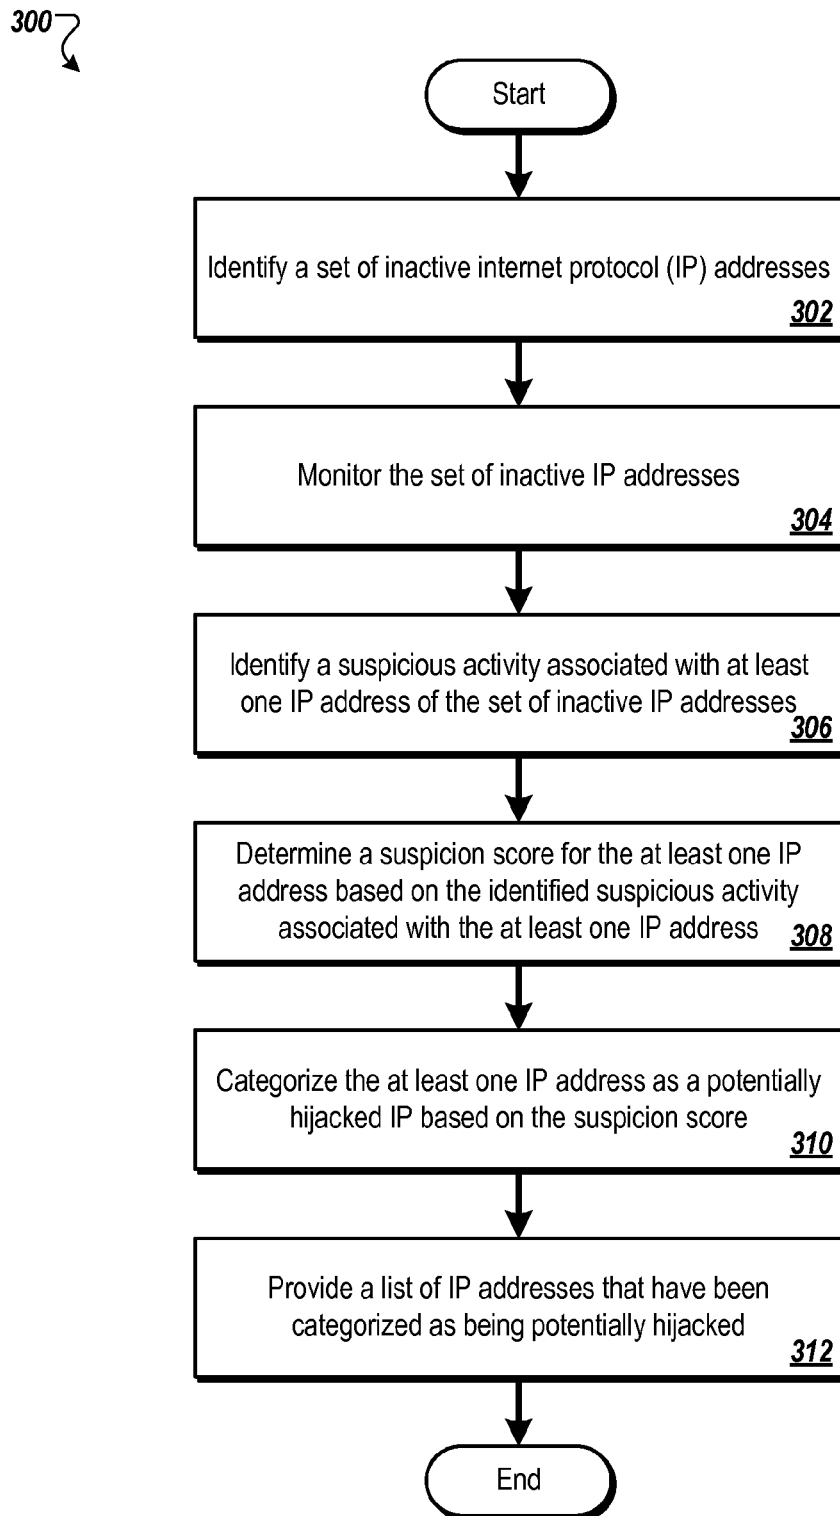 300
Start
Identify a set of inactive internet protocol (IP) addresses
302
Monitor the set of inactive IP addresses
304
Identify a suspicious activity associated with at least
one IP address of the set of inactive IP addresses
306
Determine a suspicion score for the at least one IP
address based on the identified suspicious activity
associated with the at least one IP address
308
Categorize the at least one IP address as a potentially
hijacked IP based on the suspicion score
310
Provide a list of IP addresses that have been
categorized as being potentially hijacked
312
End